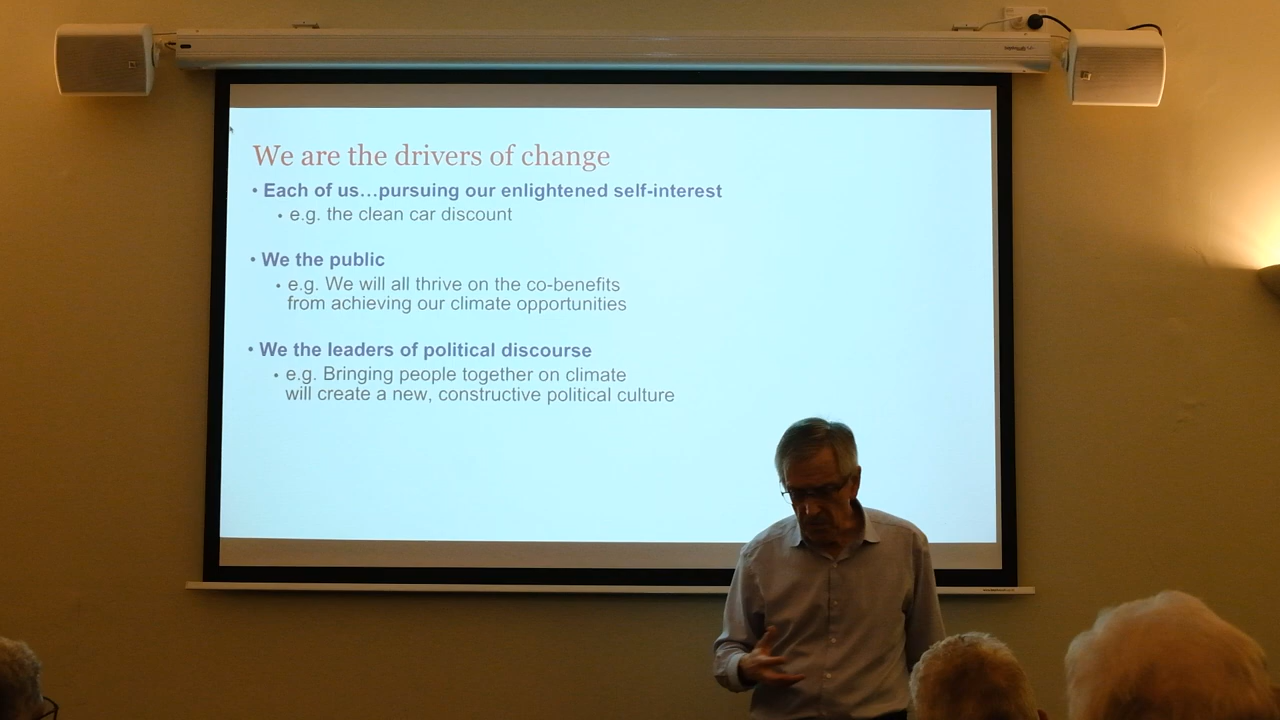 We are the drivers of change
• Each of us...pursuing our enlightened self-interest
• e.g. the clean car discount
• We the public
• e.g. We will all thrive on the co-benefits
from achieving our climate opportunities
• We the leaders of political discourse
• e.g. Bringing people together on climate
will create a new, constructive political culture